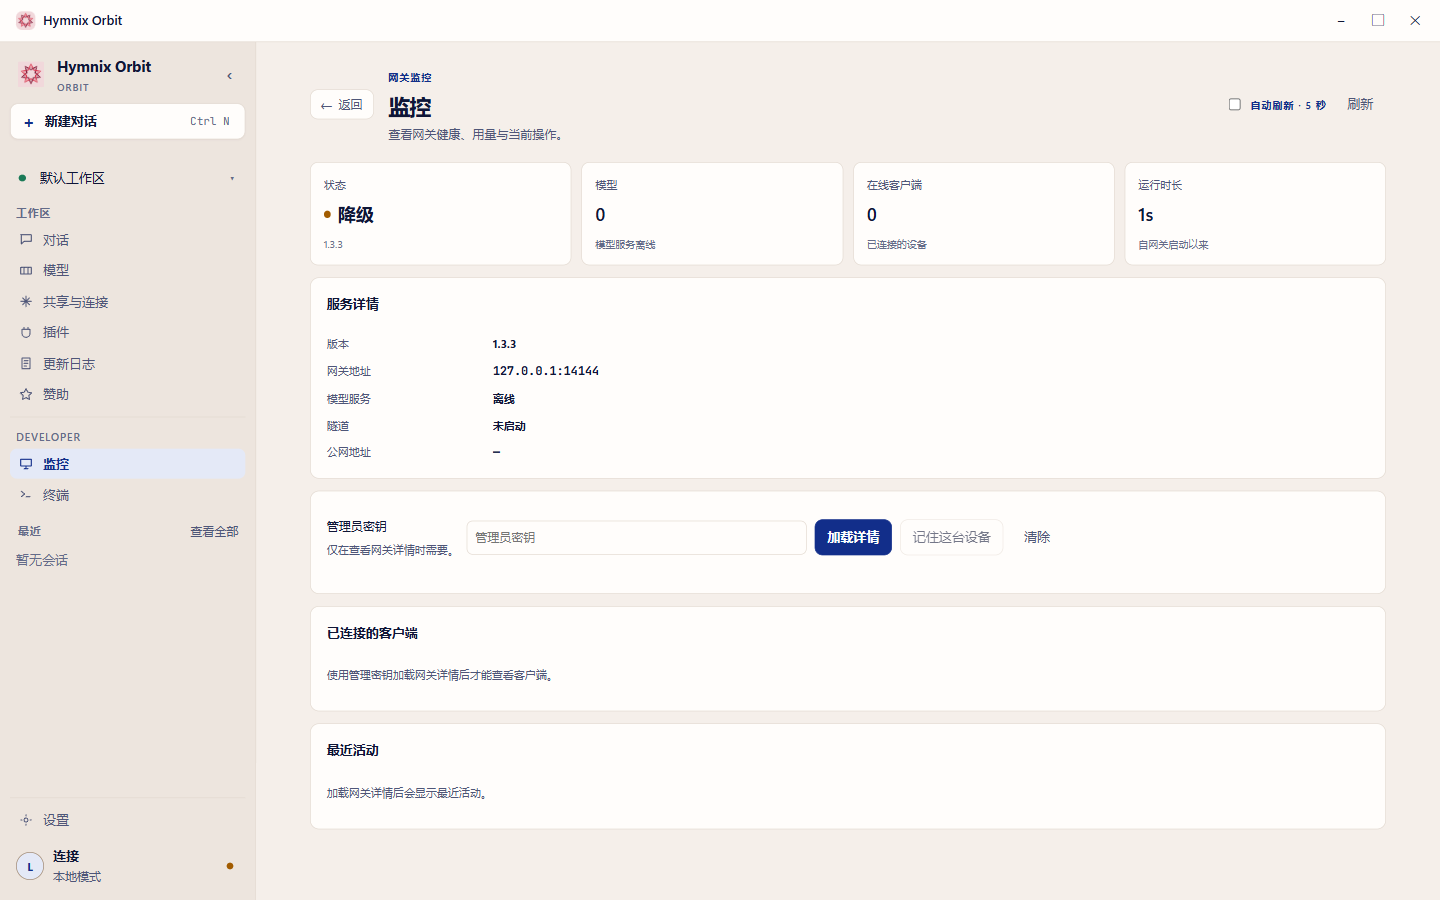 Hymnix Orbit
Hymnix Orbit
ORBIT
+ 新建对话 Ctrl N
默认工作区
工作区
对话
模型
共享与连接
插件
更新日志
赞助
DEVELOPER
监控
终端
最近 查看全部
暂无会话
设置
L
连接
本地模式
← 返回
网关监控
监控
查看网关健康、用量与当前操作。
自动刷新 · 5 秒
刷新
状态
降级
1.3.3
模型
0
模型服务离线
在线客户端
0
已连接的设备
运行时长
1s
自网关启动以来
服务详情
版本 1.3.3
网关地址 127.0.0.1:14144
模型服务 离线
隧道 未启动
公网地址 —
管理员密钥
仅在查看网关详情时需要。
管理员密钥
加载详情
记住这台设备
清除
已连接的客户端
使用管理密钥加载网关详情后才能查看客户端。
最近活动
加载网关详情后会显示最近活动。